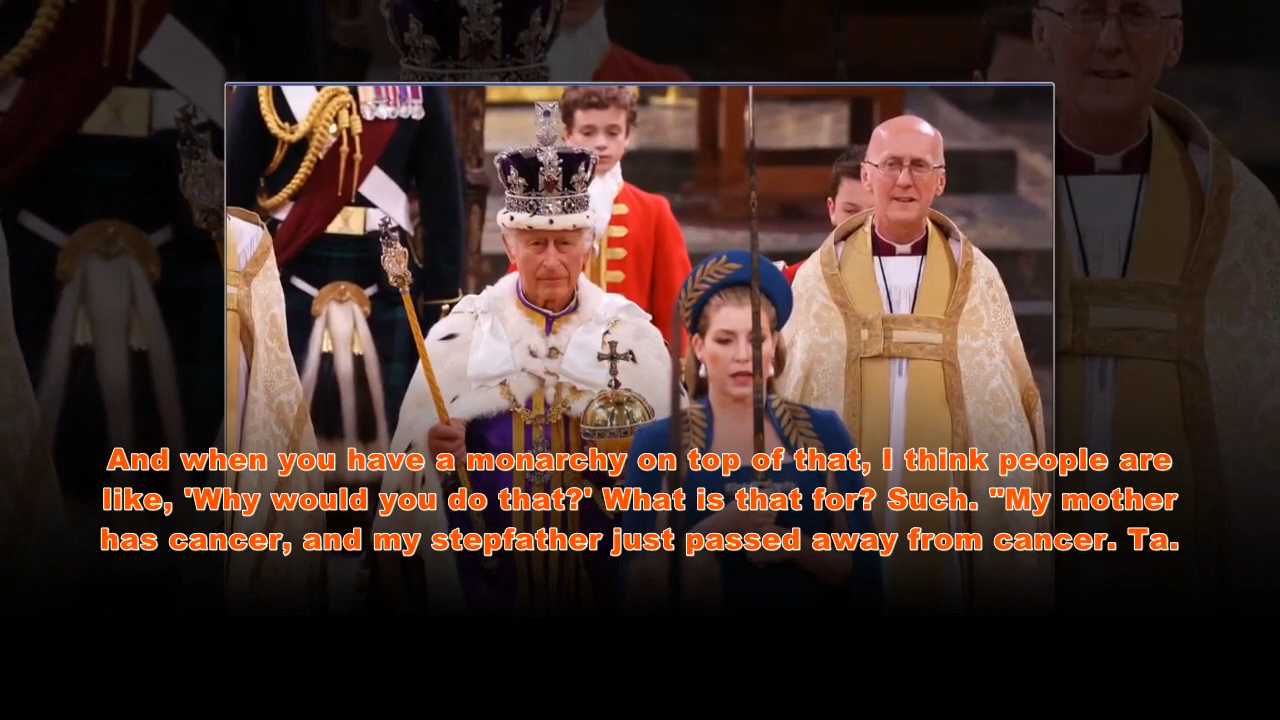 And when you have a monarchy on top of that, I think people are
like, 'Why would you do that?' What is that for? Such. "My mother
has cancer, and my stepfather just passed away from cancer. Ta.